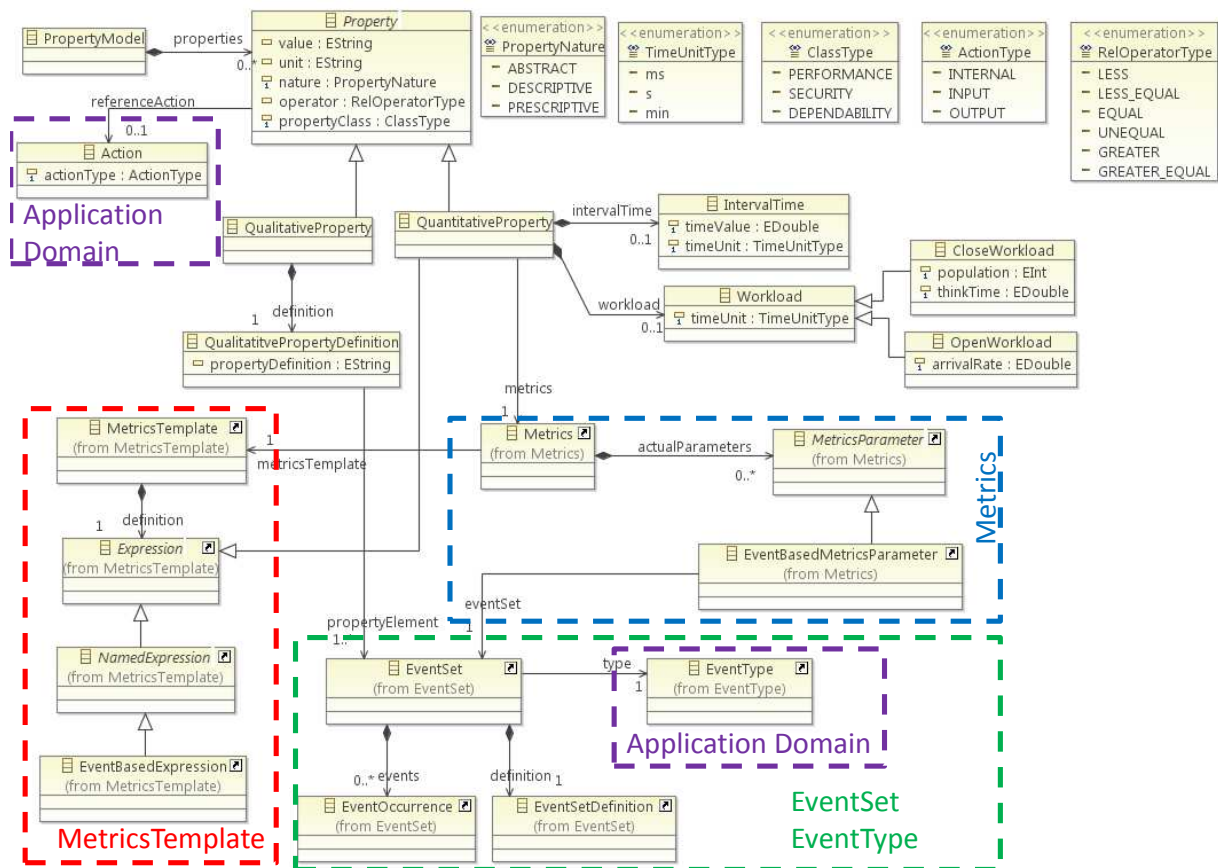 PropertyModel
properties
0..*
Property
value : EString
unit : EString
nature : PropertyNature
operator : RelOperatorType
propertyClass : ClassType
<<enumeration>>
PropertyNature
ABSTRACT
DESCRIPTIVE
PRESCRIPTIVE
<<enumeration>>
TimeUnitType
ms
s
min
<<enumeration>>
ClassType
PERFORMANCE
SECURITY
DEPENDABILITY
<<enumeration>>
ActionType
INTERNAL
INPUT
OUTPUT
<<enumeration>>
RelOperatorType
LESS
LESS_EQUAL
EQUAL
UNEQUAL
GREATER
GREATER_EQUAL
referenceAction
0..1
Action
actionType : ActionType
Application
Domain
QualitativeProperty
QuantitativeProperty
intervalTime
0..1
IntervalTime
timeValue : EDouble
timeUnit : TimeUnitType
workload
0..1
Workload
timeUnit : TimeUnitType
CloseWorkload
population : EInt
thinkTime : EDouble
OpenWorkload
arrivalRate : EDouble
definition
1
QualitatitvePropertyDefinition
propertyDefinition : EString
metrics
1
MetricsTemplate
(from MetricsTemplate)
1
metricsTemplate
Metrics
(from Metrics)
actualParameters
0..*
MetricsParameter
(from Metrics)
Metrics
definition
1
Expression
(from MetricsTemplate)
EventBasedMetricsParameter
(from Metrics)
eventSet
1
propertyElement
1..*
NamedExpression
(from MetricsTemplate)
EventSet
(from EventSet)
type
1
EventType
(from EventType)
Application Domain
EventBasedExpression
(from MetricsTemplate)
0..*
events
definition
1
EventOccurrence
(from EventSet)
EventSetDefinition
(from EventSet)
EventSet
EventType
MetricsTemplate